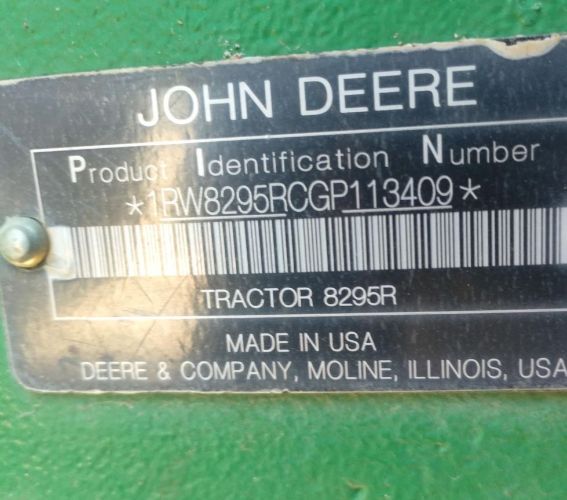 JOHN DEERE
Product Identification Number
*1RW8295RCGP113409*
TRACTOR 8295R
MADE IN USA
DEERE & COMPANY, MOLINE, ILLINOIS, USA